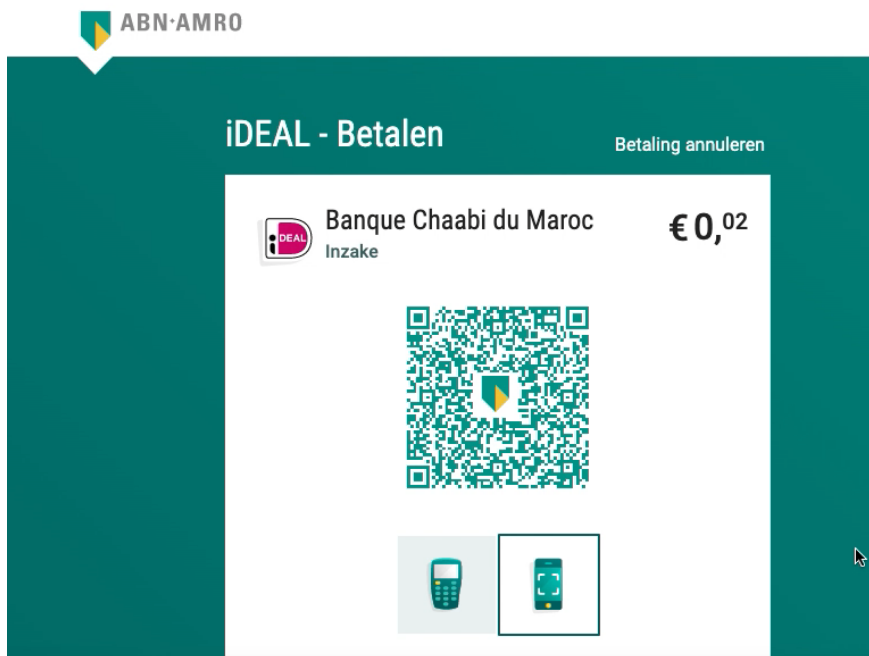 ABN·AMRO
iDEAL - Betalen
Betaling annuleren
Banque Chaabi du Maroc
€ 0,02
iDEAL
Inzake